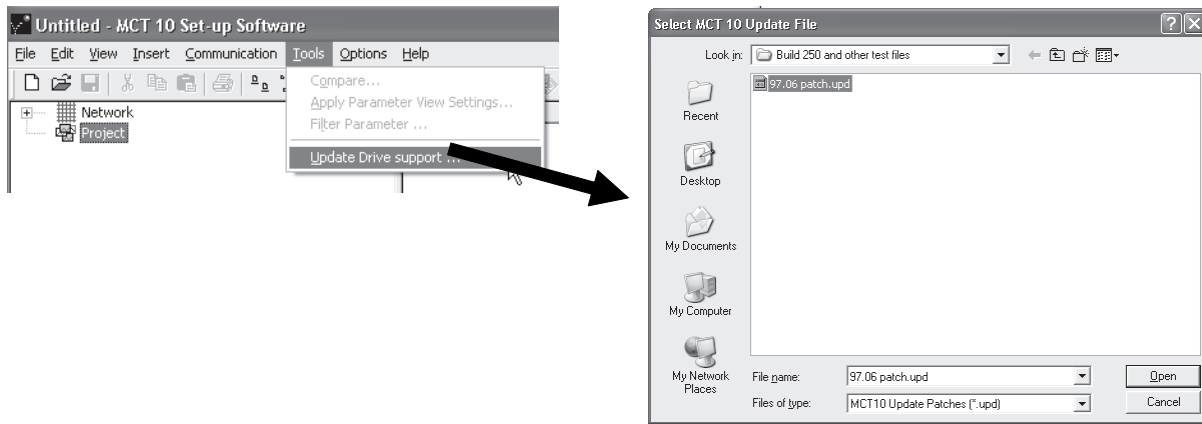 Untitled - MCT 10 Set-up Software
File Edit View Insert Communication Tools Options Help
Compare...
Apply Parameter View Settings...
Filter Parameter ...
Update Drive support ...
Network
Project
Select MCT 10 Update File
Look in: Build 250 and other test files
97.06 patch.upd
Recent
Desktop
My Documents
My Computer
My Network
Places
File name: 97.06 patch.upd Open
Files of type: MCT10 Update Patches (*.upd) Cancel